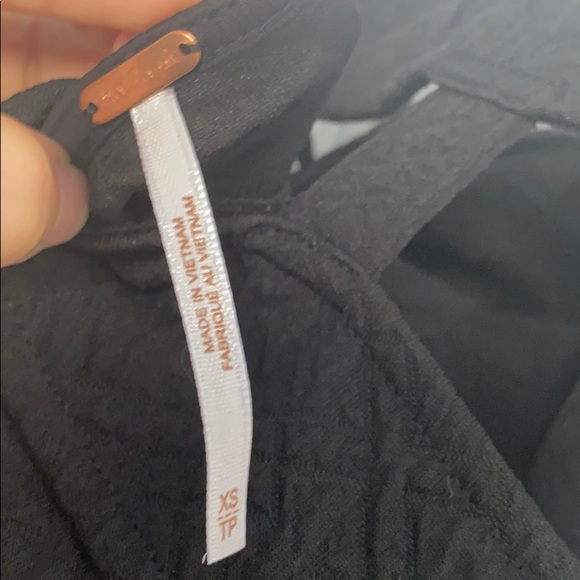 MADE IN VIETNAM
FABRIQUÉ AU VIETNAM
XS
TP